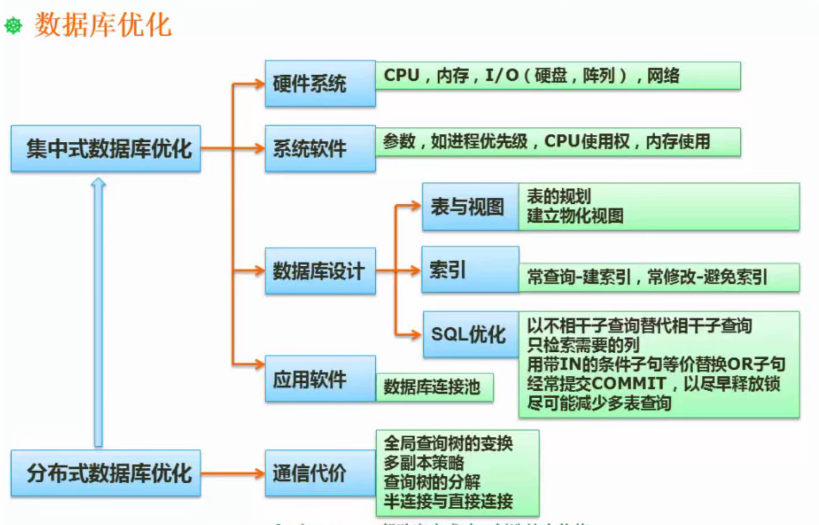 数据库优化
硬件系统
CPU，内存，I/O（硬盘，阵列），网络
集中式数据库优化
系统软件
参数，如进程优先级，CPU使用权，内存使用
表与视图
表的规划
建立物化视图
数据库设计
索引
常查询-建索引，常修改-避免索引
SQL优化
以不相干子查询替代相干子查询
只检索需要的列
用带IN的条件子句等价替换OR子句
经常提交COMMIT，以尽早释放锁
尽可能减少多表查询
应用软件
数据库连接池
分布式数据库优化
通信代价
全局查询树的变换
多副本策略
查询树的分解
半连接与直接连接